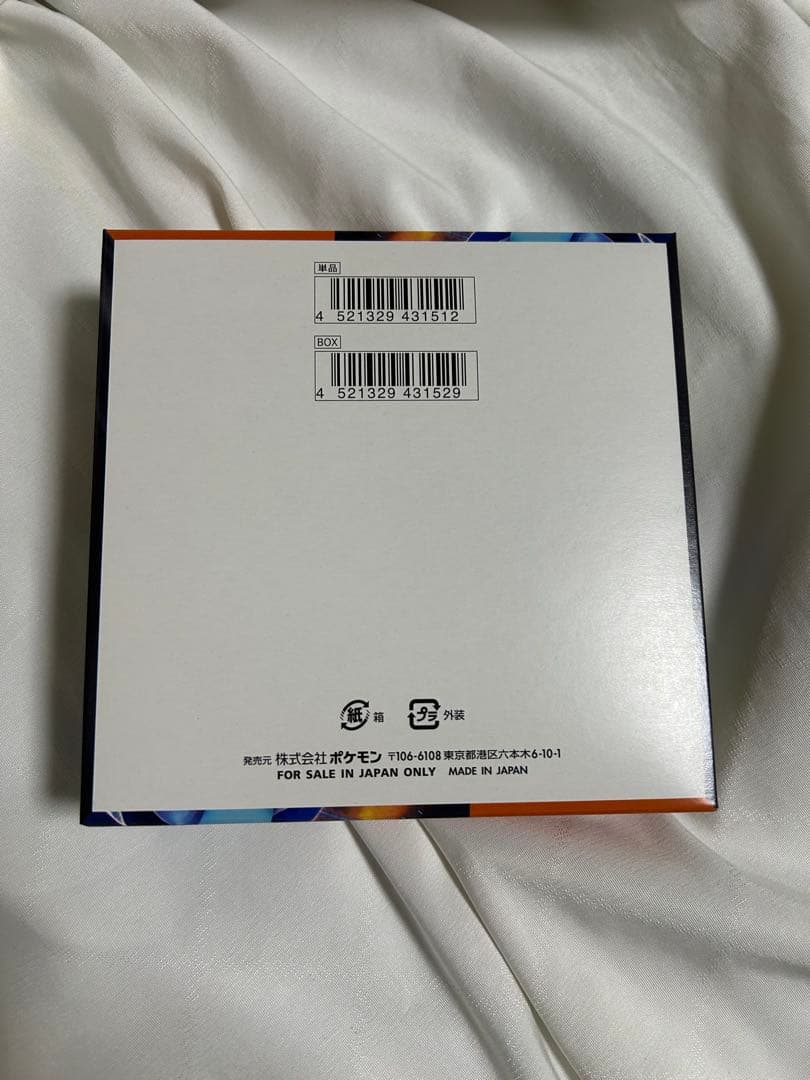 単品
4 521329 431512
BOX
4 521329 431529
紙 箱 プラ 外装
発売元 株式会社 ポケモン 〒106-6108 東京都港区六本木6-10-1
FOR SALE IN JAPAN ONLY MADE IN JAPAN